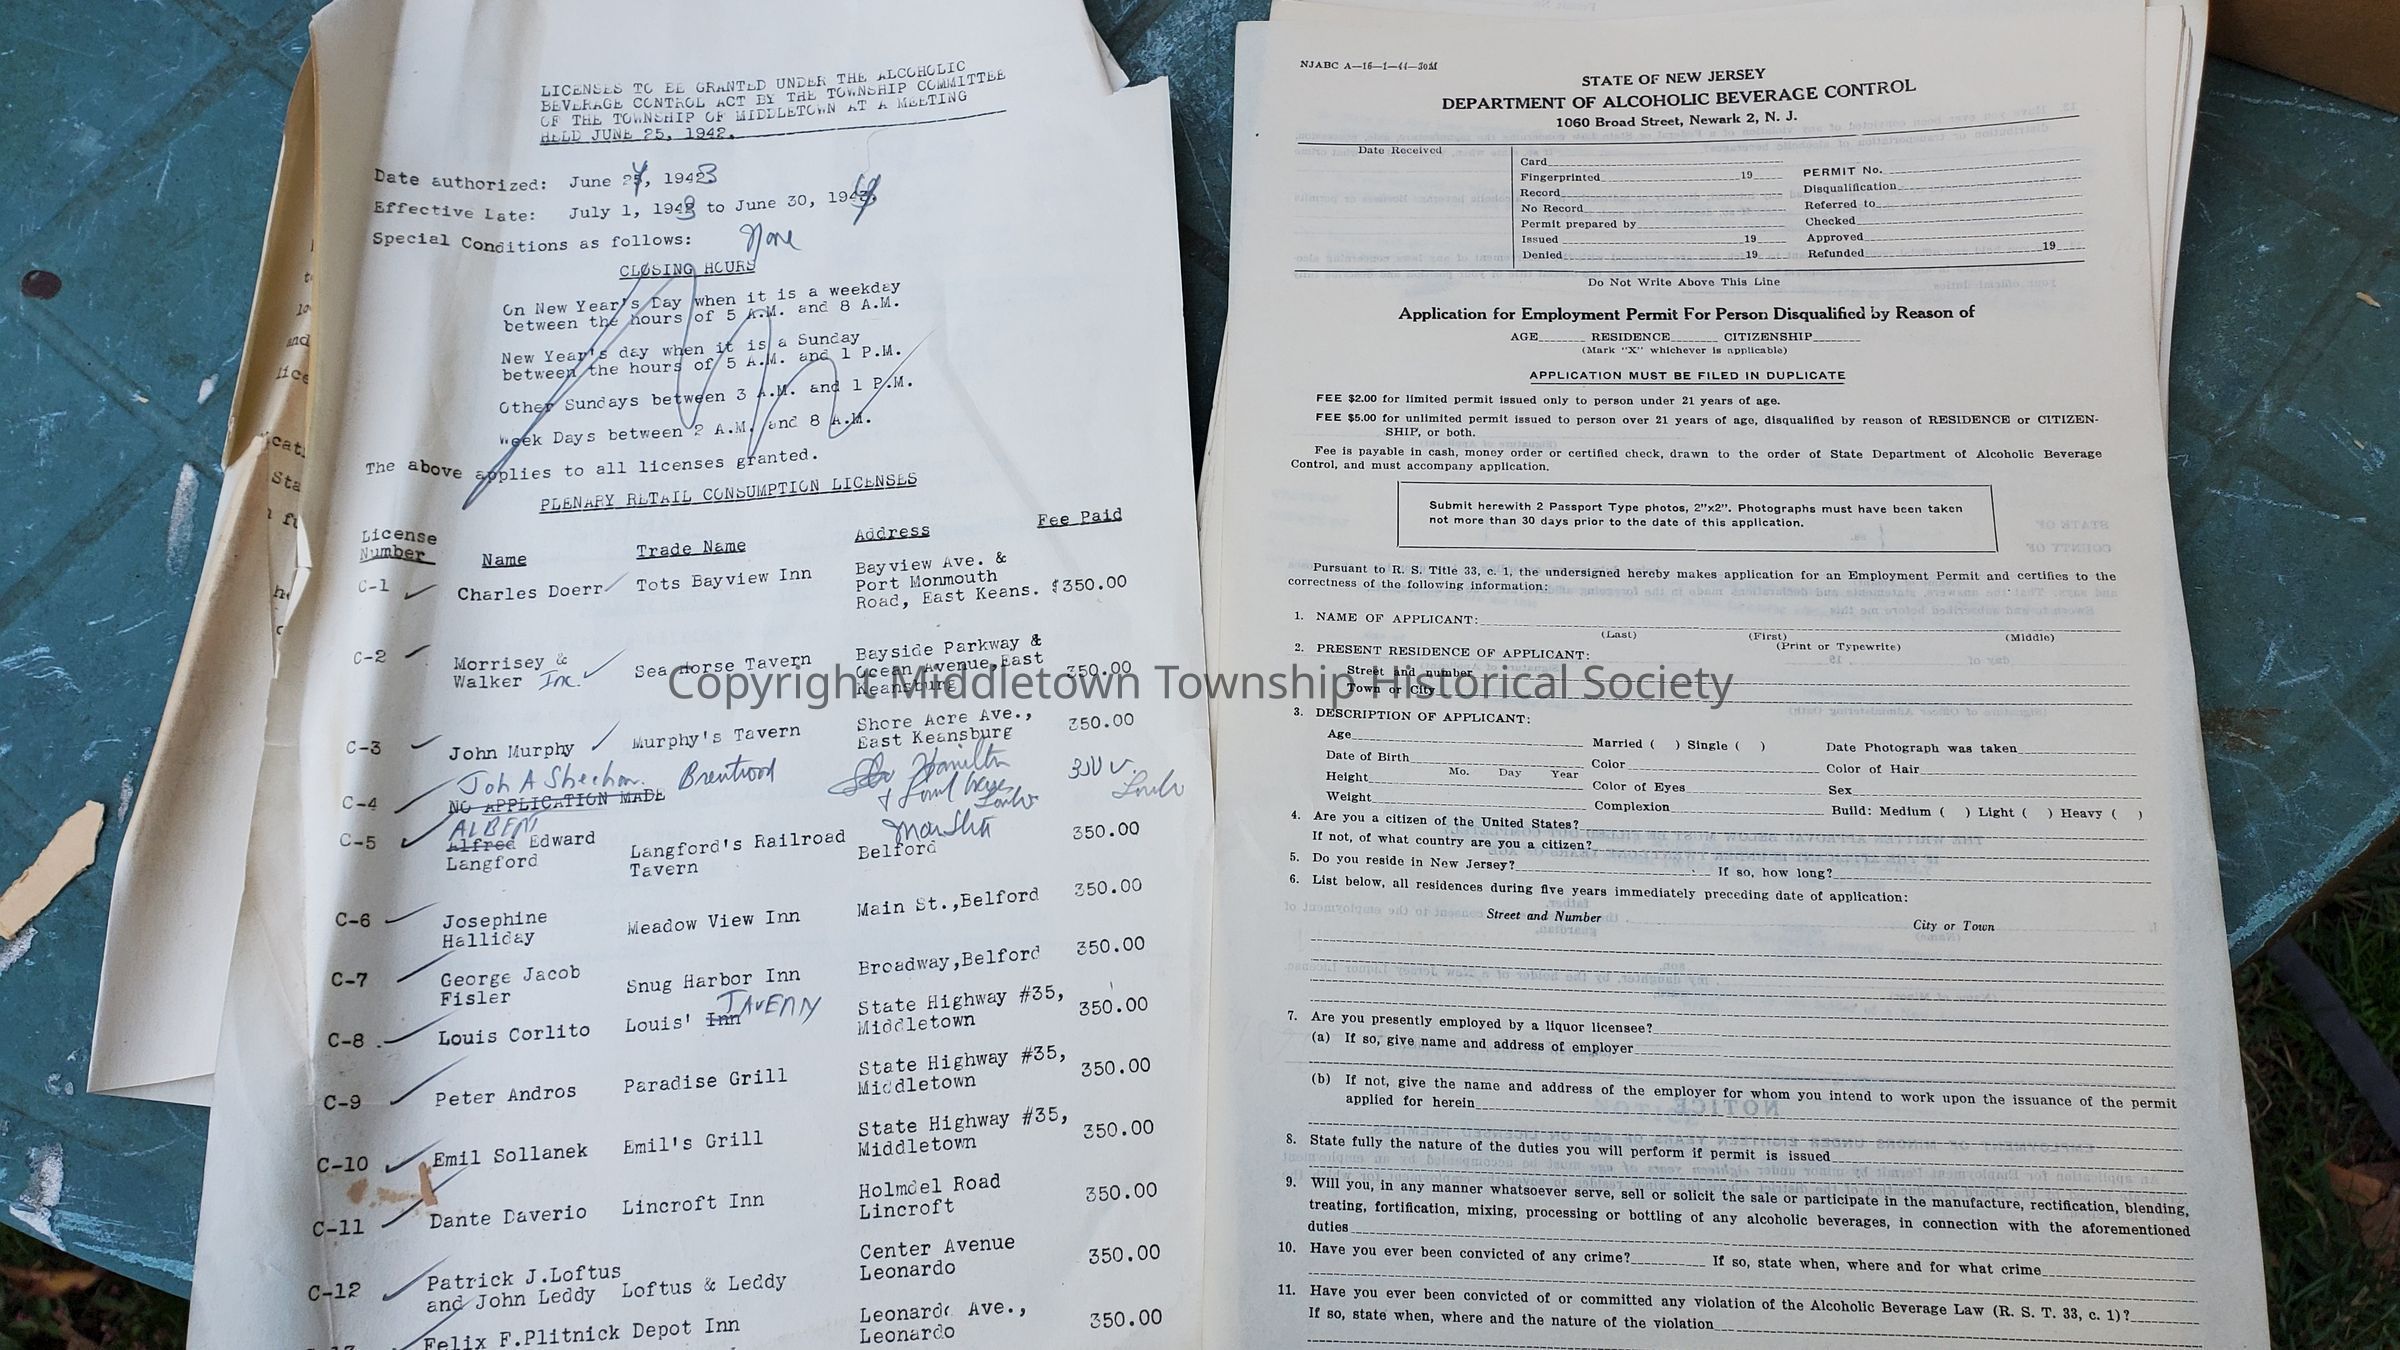 LICENSES TO BE GRANTED UNDER THE ALCOHOLIC
BEVERAGE CONTROL ACT BY THE TOWNSHIP COMMITTEE
OF THE TOWNSHIP OF MIDDLETOWN AT A MEETING
HELD JUNE 25, 1942.
Date authorized: June 24, 1943
Effective Date: July 1, 1943 to June 30, 1944
Special Conditions as follows: None
CLOSING HOURS
On New Year's Day when it is a weekday
between the hours of 5 A.M. and 8 A.M.
New Year's day when it is a Sunday
between the hours of 5 A.M. and 1 P.M.
Other Sundays between 3 A.M. and 1 P.M.
Week Days between 2 A.M. and 8 A.M.
The above applies to all licenses granted.
PLENARY RETAIL CONSUMPTION LICENSES
License Number Name Trade Name Address Fee Paid
C-1 Charles Doerr Tots Bayview Inn Bayview Ave. &
Port Monmouth
Road, East Keans. $350.00
C-2 Morrisey & Sea Horse Tavern Bayside Parkway &
Walker Inc. Ocean Avenue, East 350.00
Keansburg
C-3 John Murphy Murphy's Tavern Shore Acre Ave., 350.00
East Keansburg
C-4 Brentwood Hamilton
NO APPLICATION MADE
C-5 Alfred Edward Langford's Railroad Belford 350.00
Langford Tavern
C-6 Josephine Meadow View Inn Main St.,Belford 350.00
Halliday
C-7 George Jacob Snug Harbor Inn Broadway,Belford 350.00
Fisler
TAVERN
C-8 Louis Corlito Louis' Inn State Highway #35, 350.00
Middletown
C-9 Peter Andros Paradise Grill State Highway #35, 350.00
Middletown
C-10 Emil Sollanek Emil's Grill State Highway #35, 350.00
Middletown
C-11 Dante Daverio Lincroft Inn Holmdel Road 350.00
Lincroft
C-12 Patrick J.Loftus Center Avenue 350.00
and John Leddy Loftus & Leddy Leonardo
Felix F.Plitnick Depot Inn Leonardo Ave., 350.00
Leonardo
NJABC A—16—1—44—30M
STATE OF NEW JERSEY
DEPARTMENT OF ALCOHOLIC BEVERAGE CONTROL
1060 Broad Street, Newark 2, N. J.
Date Received
Card
Fingerprinted 19
Record
No Record
Permit prepared by
Issued 19
Denied 19
PERMIT No.
Disqualification
Referred to
Checked
Approved
Refunded 19
Do Not Write Above This Line
Application for Employment Permit For Person Disqualified by Reason of
AGE RESIDENCE CITIZENSHIP
(Mark "X" whichever is applicable)
APPLICATION MUST BE FILED IN DUPLICATE
FEE $2.00 for limited permit issued only to person under 21 years of age.
FEE $5.00 for unlimited permit issued to person over 21 years of age, disqualified by reason of RESIDENCE or CITIZEN-
SHIP, or both.
Fee is payable in cash, money order or certified check, drawn to the order of State Department of Alcoholic Beverage
Control, and must accompany application.
Submit herewith 2 Passport Type photos, 2"x2". Photographs must have been taken
not more than 30 days prior to the date of this application.
Pursuant to R. S. Title 33, c. 1, the undersigned hereby makes application for an Employment Permit and certifies to the
correctness of the following information:
1. NAME OF APPLICANT:
(Last) (First) (Middle)
(Print or Typewrite)
2. PRESENT RESIDENCE OF APPLICANT:
Street and number
Town or City
3. DESCRIPTION OF APPLICANT:
Age Married ( ) Single ( ) Date Photograph was taken
Date of Birth Color Color of Hair
Mo. Day Year
Height Color of Eyes Sex
Weight Complexion Build: Medium ( ) Light ( ) Heavy ( )
4. Are you a citizen of the United States?
If not, of what country are you a citizen?
5. Do you reside in New Jersey? If so, how long?
6. List below, all residences during five years immediately preceding date of application:
Street and Number City or Town
7. Are you presently employed by a liquor licensee?
(a) If so, give name and address of employer
(b) If not, give the name and address of the employer for whom you intend to work upon the issuance of the permit
applied for herein
8. State fully the nature of the duties you will perform if permit is issued
9. Will you, in any manner whatsoever serve, sell or solicit the sale or participate in the manufacture, rectification, blending,
treating, fortification, mixing, processing or bottling of any alcoholic beverages, in connection with the aforementioned
duties
10. Have you ever been convicted of any crime? If so, state when, where and for what crime
11. Have you ever been convicted of or committed any violation of the Alcoholic Beverage Law (R. S. T. 33, c. 1)?
If so, state when, where and the nature of the violation
Copyright Middletown Township Historical Society